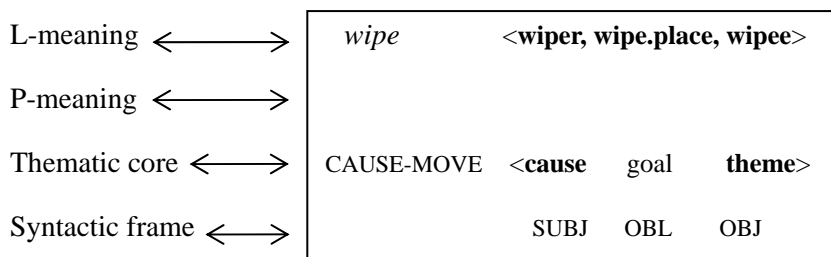 L-meaning wipe <wiper, wipe.place, wipee>
P-meaning
Thematic core CAUSE-MOVE <cause goal theme>
Syntactic frame SUBJ OBL OBJ